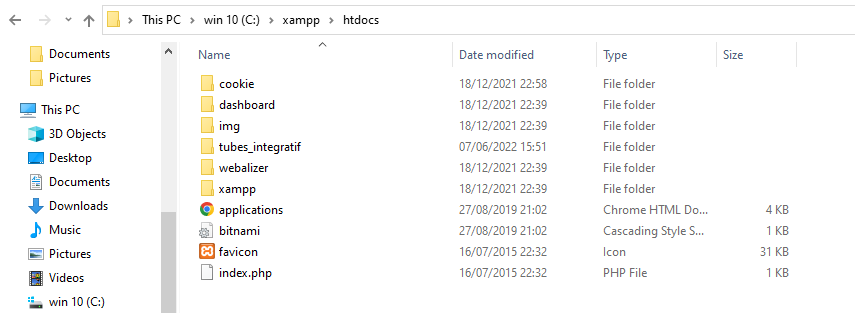 This PC > win 10 (C:) > xampp > htdocs
Documents
Pictures
This PC
3D Objects
Desktop
Documents
Downloads
Music
Pictures
Videos
win 10 (C:)
Name Date modified Type Size
cookie 18/12/2021 22:58 File folder
dashboard 18/12/2021 22:39 File folder
img 18/12/2021 22:39 File folder
tubes_integratif 07/06/2022 15:51 File folder
webalizer 18/12/2021 22:39 File folder
xampp 18/12/2021 22:39 File folder
applications 27/08/2019 21:02 Chrome HTML Do... 4 KB
bitnami 27/08/2019 21:02 Cascading Style S... 1 KB
favicon 16/07/2015 22:32 Icon 31 KB
index.php 16/07/2015 22:32 PHP File 1 KB